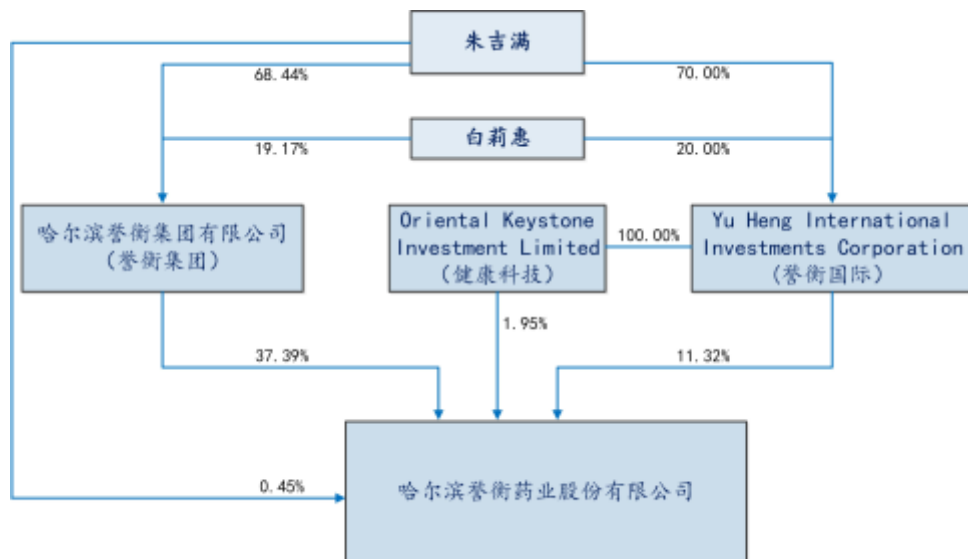 朱吉满
68.44%
70.00%
白莉惠
19.17%
20.00%
哈尔滨誉衡集团有限公司
（誉衡集团）
Oriental Keystone
Investment Limited
（健康科技）
100.00%
Yu Heng International
Investments Corporation
（誉衡国际）
1.95%
37.39%
11.32%
0.45%
哈尔滨誉衡药业股份有限公司